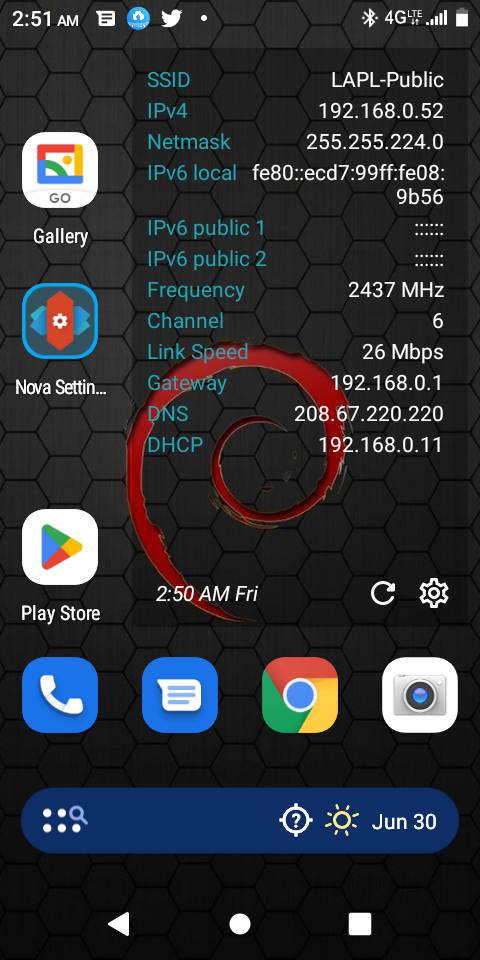 2:51 AM 4G LTE
SSID LAPL-Public
IPv4 192.168.0.52
Netmask 255.255.224.0
IPv6 local fe80::ecd7:99ff:fe08:
9b56
IPv6 public 1 ::::::
IPv6 public 2 ::::::
Frequency 2437 MHz
Channel 6
Link Speed 26 Mbps
Gateway 192.168.0.1
DNS 208.67.220.220
DHCP 192.168.0.11
2:50 AM Fri
GO
Gallery
Nova Settin...
Play Store
Jun 30